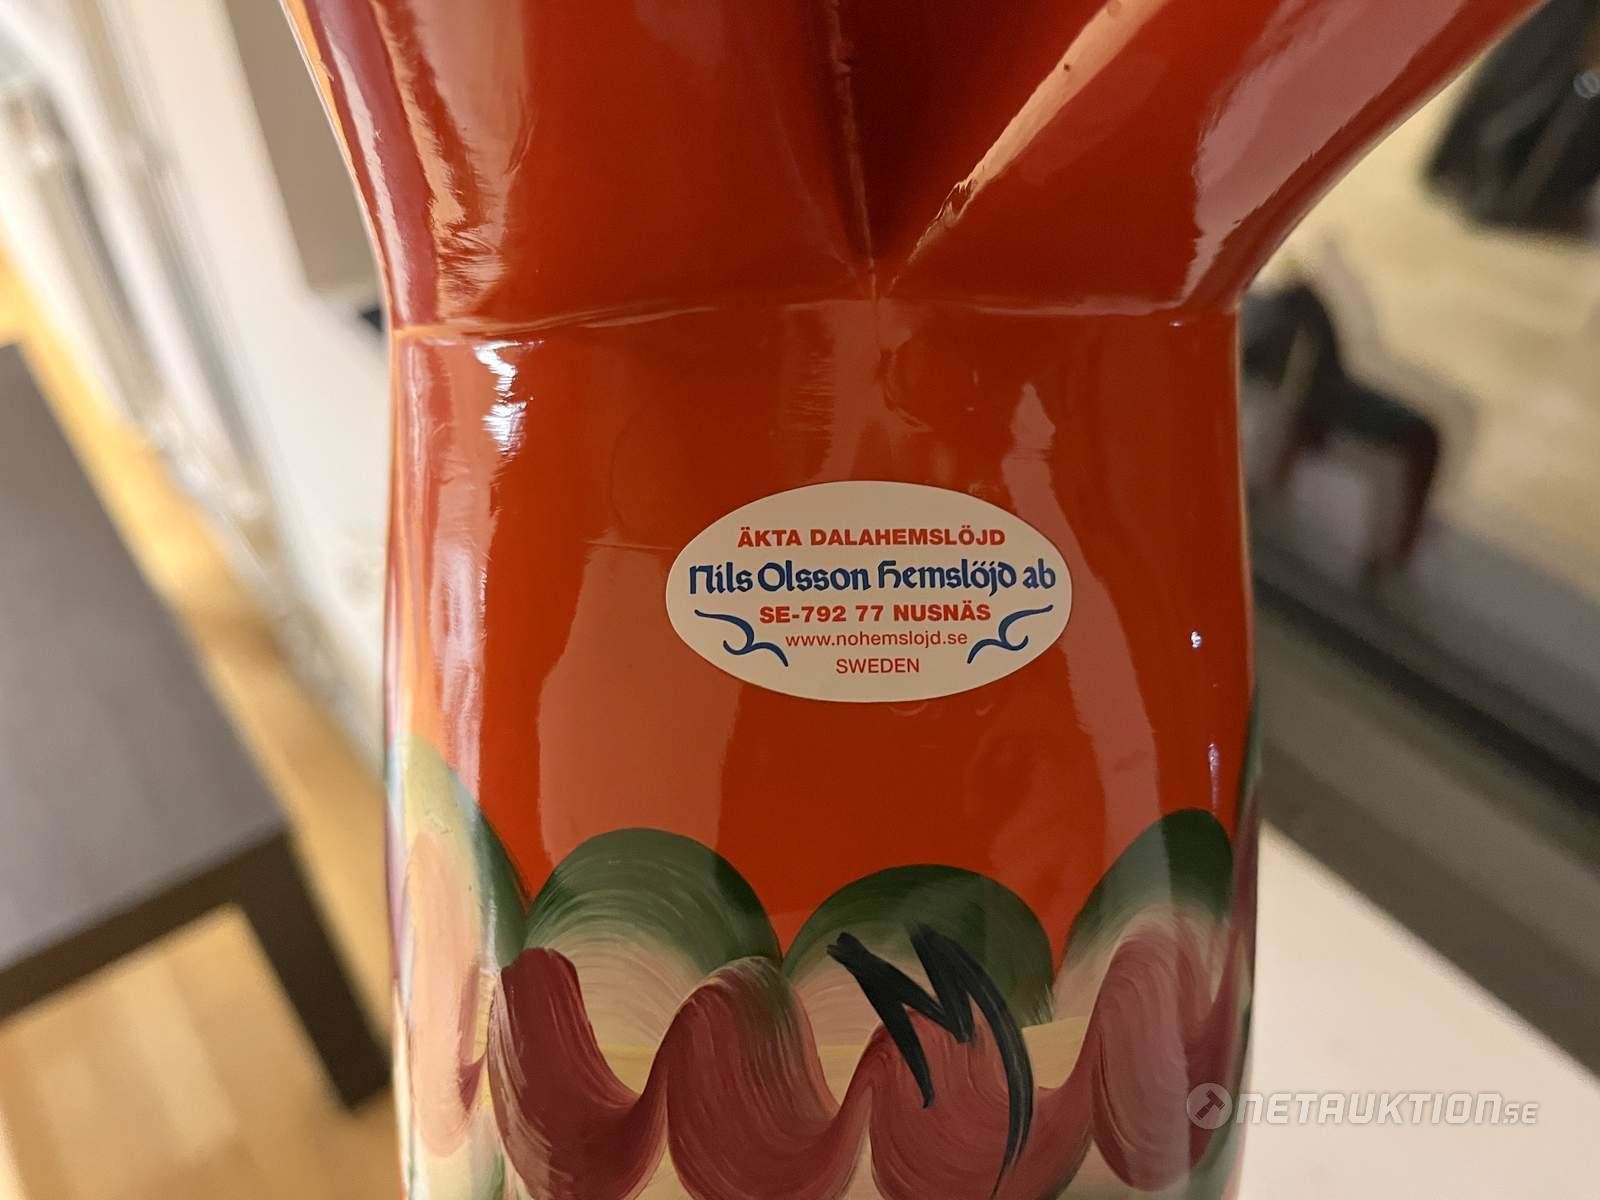 ÄKTA DALAHEMSLÖJD
Nils Olsson Hemslöjd ab
SE-792 77 NUSNÄS
www.nohemslojd.se
SWEDEN
M
NETAUKTION.SE